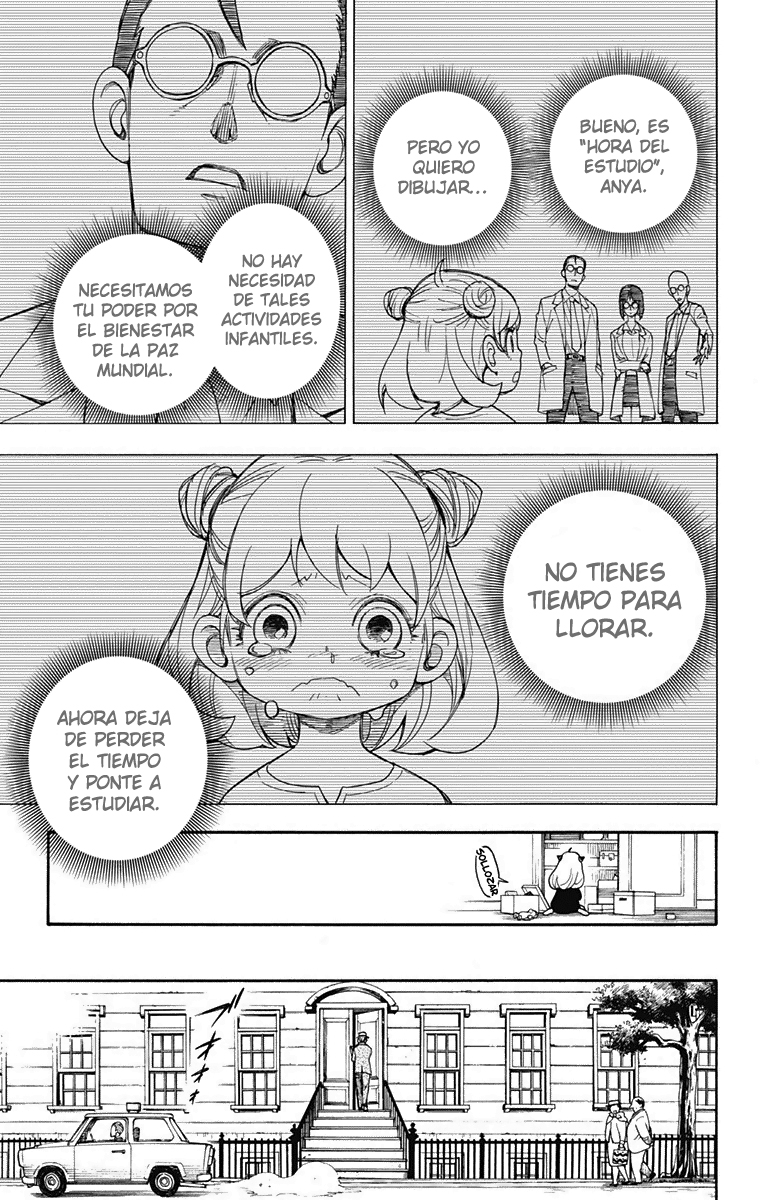 BUENO, ES
"HORA DEL
ESTUDIO",
ANYA.
PERO YO
QUIERO
DIBUJAR...
NO HAY
NECESIDAD
DE TALES
ACTIVIDADES
INFANTILES.
NECESITAMOS
TU PODER POR
EL BIENESTAR
DE LA PAZ
MUNDIAL.
NO TIENES
TIEMPO PARA
LLORAR.
AHORA DEJA
DE PERDER
EL TIEMPO
Y PONTE A
ESTUDIAR.
SOLLOZAR